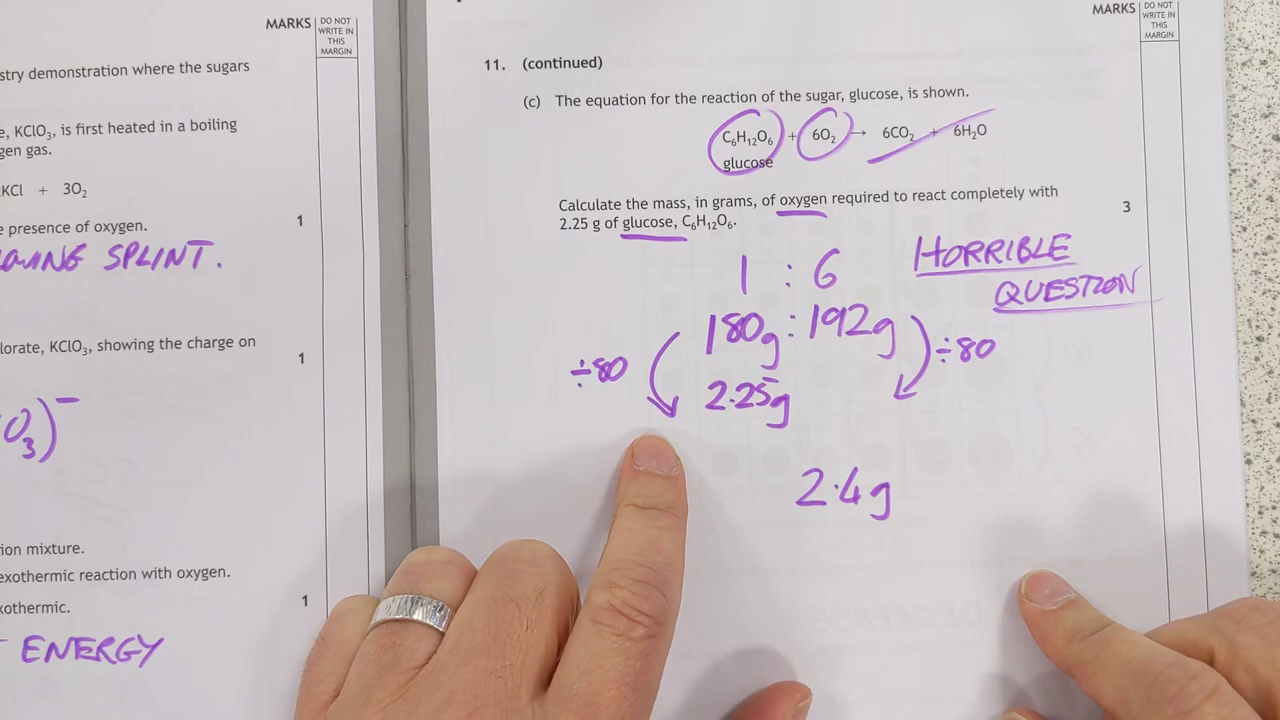 MARKS
DO NOT
WRITE IN
THIS
MARGIN
stry demonstration where the sugars
e, KClO₃, is first heated in a boiling
gen gas.
KCl + 3O₂
e presence of oxygen.
1
SPLINT.
lorate, KClO₃, showing the charge on
1
O₃)⁻
ion mixture.
exothermic reaction with oxygen.
xothermic.
1
ENERGY
MARKS
DO NOT
WRITE IN
THIS
MARGIN
11. (continued)
(c) The equation for the reaction of the sugar, glucose, is shown.
C₆H₁₂O₆ + 6O₂ → 6CO₂ + 6H₂O
glucose
Calculate the mass, in grams, of oxygen required to react completely with
2.25 g of glucose, C₆H₁₂O₆.
3
1 : 6
HORRIBLE
QUESTION
180g : 192g
÷80
÷80
2.25g
2.4g